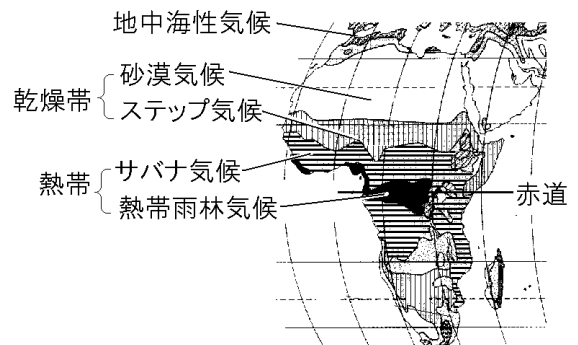 地中海性気候
砂漠気候
乾燥帯
ステップ気候
サバナ気候
熱帯
熱帯雨林気候
赤道